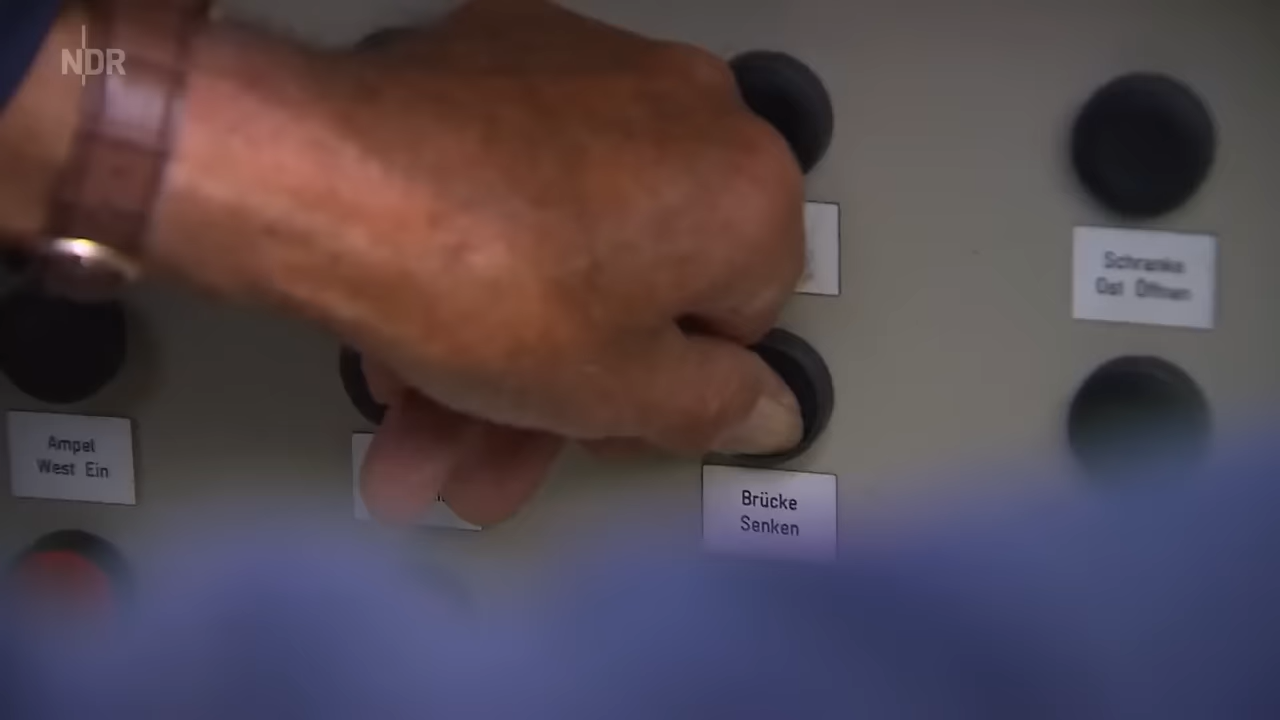 NDR
Schranke
Ost Öffnen
Ampel
West Ein
Brücke
Senken